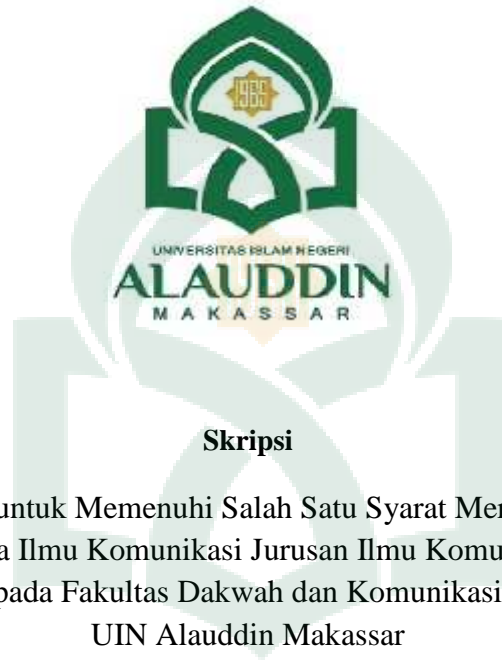 1965
UNIVERSITAS ISLAM NEGERI
ALAUDDIN
MAKASSAR
Skripsi
untuk Memenuhi Salah Satu Syarat
Ilmu Komunikasi Jurusan Ilmu
pada Fakultas Dakwah dan Komunikasi
UIN Alauddin Makassar